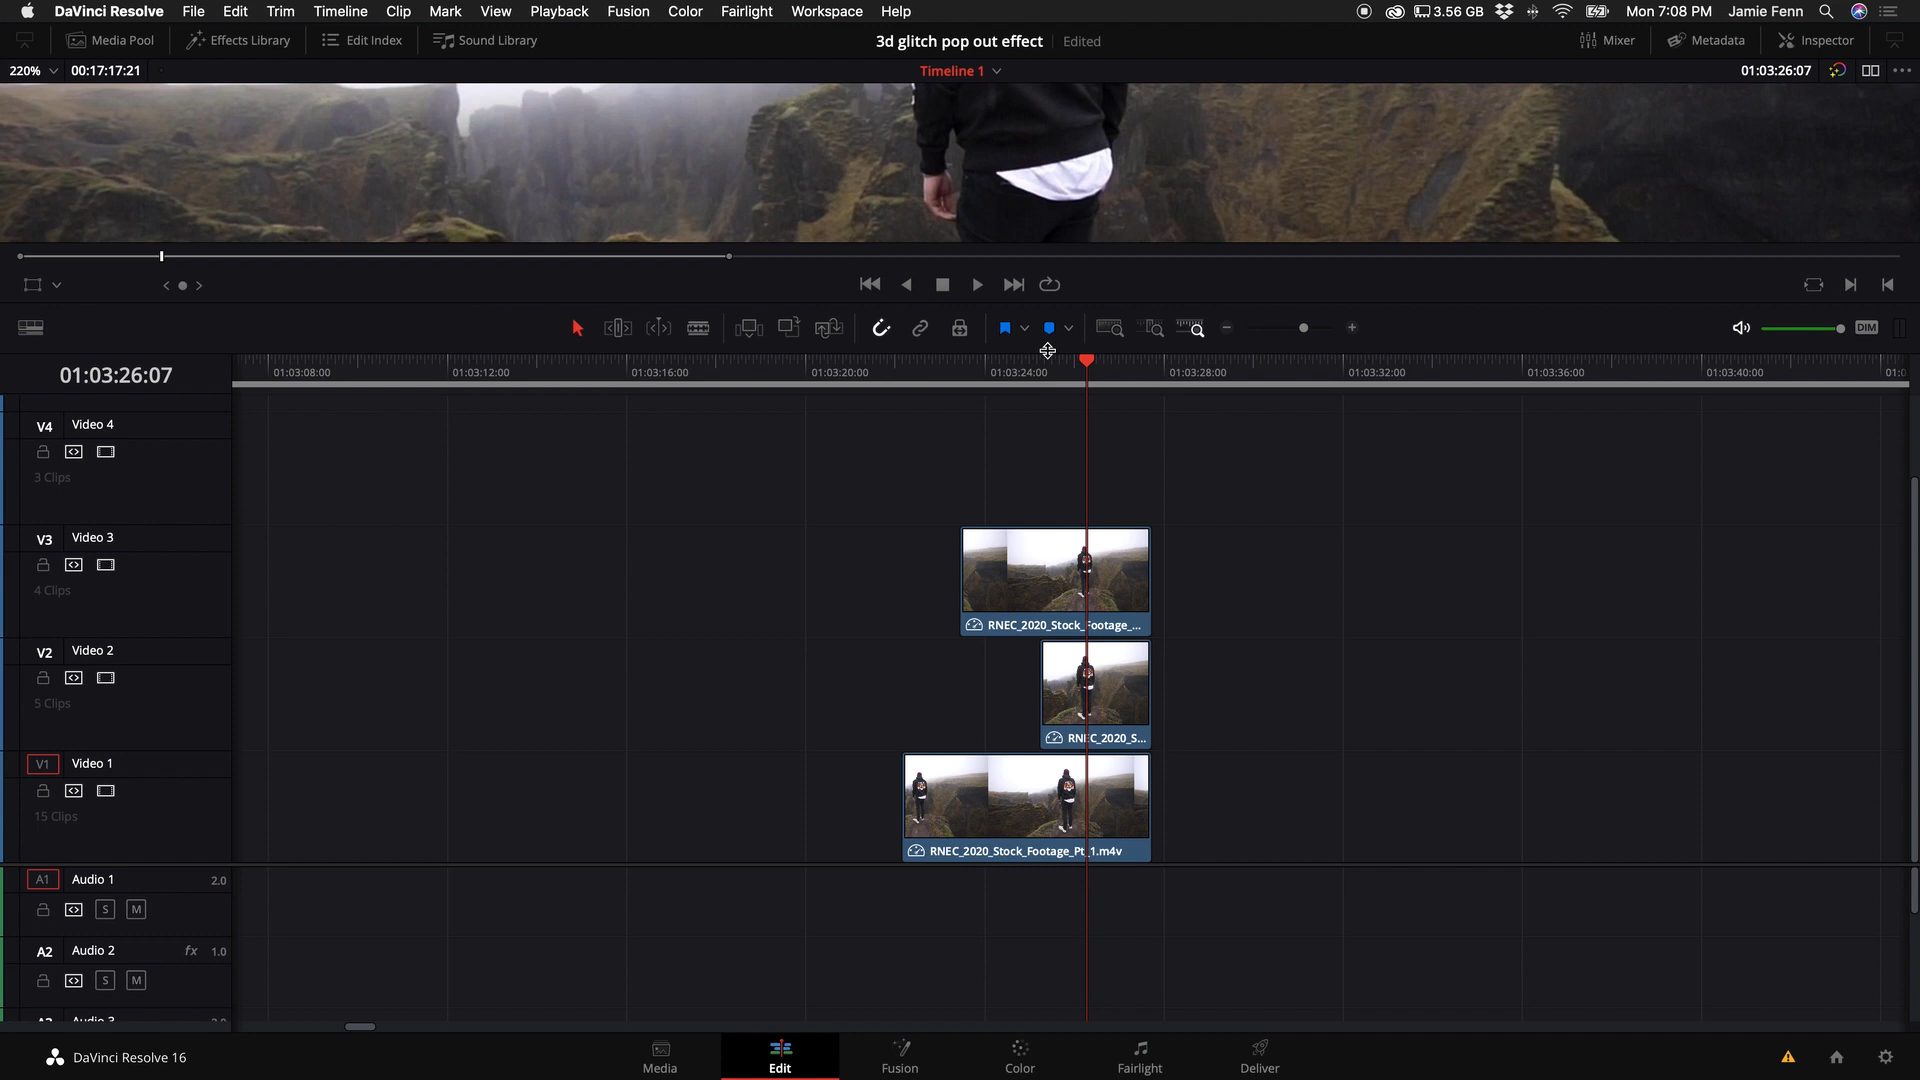 DaVinci Resolve File Edit Trim Timeline Clip Mark View Playback Fusion Color Fairlight Workspace Help 3.56 GB Mon 7:08 PM Jamie Fenn
Media Pool Effects Library Edit Index Sound Library 3d glitch pop out effect Edited Mixer Metadata Inspector
220% 00:17:17:21 Timeline 1 01:03:26:07
DIM
01:03:26:07 01:03:08:00 01:03:12:00 01:03:16:00 01:03:20:00 01:03:24:00 01:03:28:00 01:03:32:00 01:03:36:00 01:03:40:00
V4 Video 4
3 Clips
V3 Video 3
4 Clips
RNEC_2020_Stock_Footage_...
V2 Video 2
5 Clips
RNEC_2020_S...
V1 Video 1
15 Clips
RNEC_2020_Stock_Footage_Pt_1.m4v
A1 Audio 1 2.0
S M
A2 Audio 2 fx 1.0
S M
DaVinci Resolve 16 Media Edit Fusion Color Fairlight Deliver